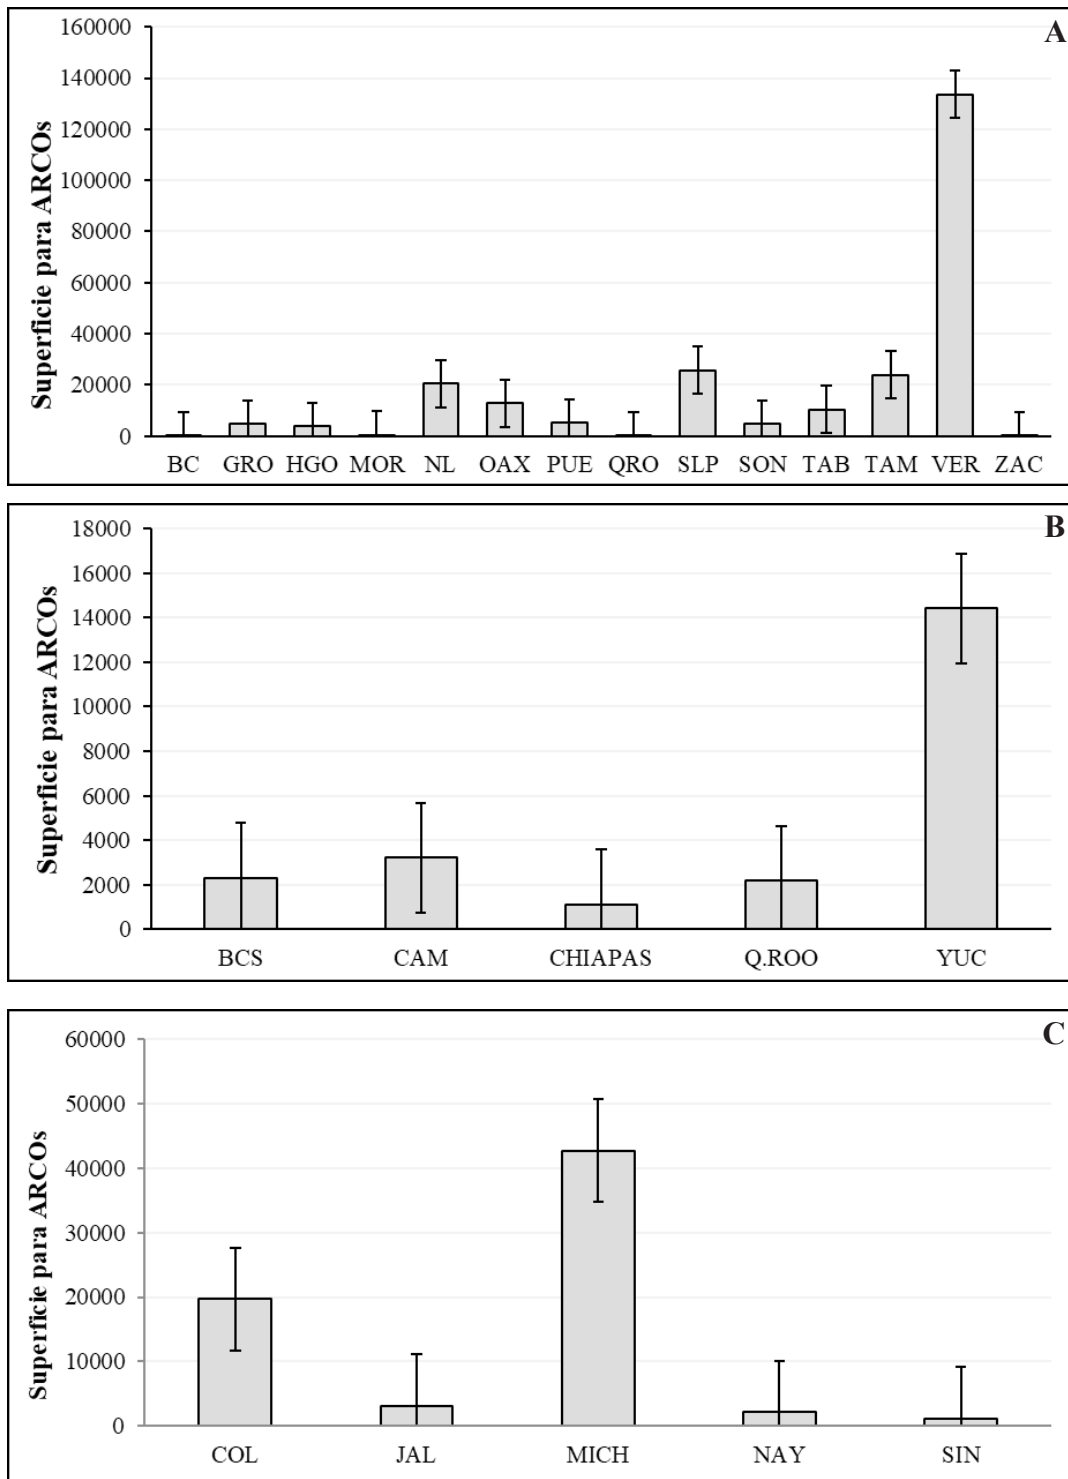 A
Superficie para ARCOs
160000
140000
120000
100000
80000
60000
40000
20000
0
BC GRO HGO MOR NL OAX PUE QRO SLP SON TAB TAM VER ZAC
B
Superficie para ARCOs
18000
16000
14000
12000
10000
8000
6000
4000
2000
0
BCS CAM CHIAPAS Q.ROO YUC
C
Superficie para ARCOs
60000
50000
40000
30000
20000
10000
0
COL JAL MICH NAY SIN